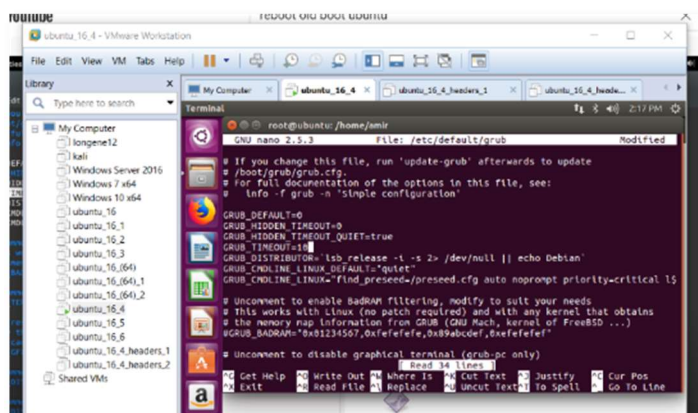 youtube
reboot old boot ubuntu
ubuntu_16_4 - VMware Workstation
File Edit View VM Tabs Help
Library X
Type here to search
My Computer
longene12
kali
Windows Server 2016
Windows 7 x64
Windows 10 x64
ubuntu_16
ubuntu_16_1
ubuntu_16_2
ubuntu_16_3
ubuntu_16_(64)
ubuntu_16_(64)_1
ubuntu_16_(64)_2
ubuntu_16_4
ubuntu_16_5
ubuntu_16_6
ubuntu_16_4_headers_1
ubuntu_16_4_headers_2
Shared VMs
My Computer × ubuntu_16_4 × ubuntu_16_4_headers_1 × ubuntu_16_4_heade... ×
Terminal 2:17 PM
root@ubuntu: /home/amir
GNU nano 2.5.3 File: /etc/default/grub Modified
# If you change this file, run 'update-grub' afterwards to update
# /boot/grub/grub.cfg.
# For full documentation of the options in this file, see:
# info -f grub -n 'Simple configuration'
GRUB_DEFAULT=0
GRUB_HIDDEN_TIMEOUT=0
GRUB_HIDDEN_TIMEOUT_QUIET=true
GRUB_TIMEOUT=10
GRUB_DISTRIBUTOR=`lsb_release -i -s 2> /dev/null || echo Debian`
GRUB_CMDLINE_LINUX_DEFAULT="quiet"
GRUB_CMDLINE_LINUX="find_preseed=/preseed.cfg auto noprompt priority=critical l$
# Uncomment to enable BadRAM filtering, modify to suit your needs
# This works with Linux (no patch required) and with any kernel that obtains
# the memory map information from GRUB (GNU Mach, kernel of FreeBSD ...)
#GRUB_BADRAM="0x01234567,0xfefefefe,0x89abcdef,0xefefefef"
# Uncomment to disable graphical terminal (grub-pc only)
[ Read 34 lines ]
^G Get Help ^O Write Out ^W Where Is ^K Cut Text ^J Justify ^C Cur Pos
^X Exit ^R Read File ^\ Replace ^U Uncut Text ^T To Spell ^_ Go To Line